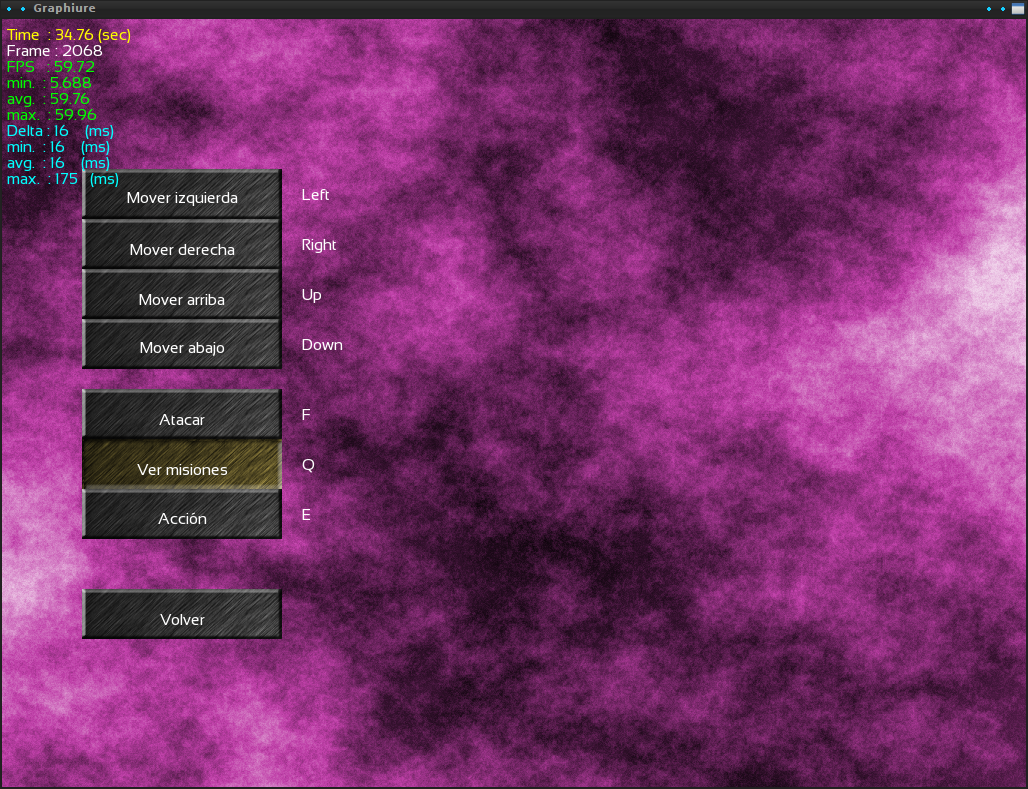 Graphiure
Time : 34.76 (sec)
Frame : 2068
FPS : 59.72
min. : 5.688
avg. : 59.76
max. : 59.96
Delta : 16 (ms)
min. : 16 (ms)
avg. : 16 (ms)
max. : 175 (ms)
Mover izquierda Left
Mover derecha Right
Mover arriba Up
Mover abajo Down
Atacar F
Ver misiones Q
Acción E
Volver